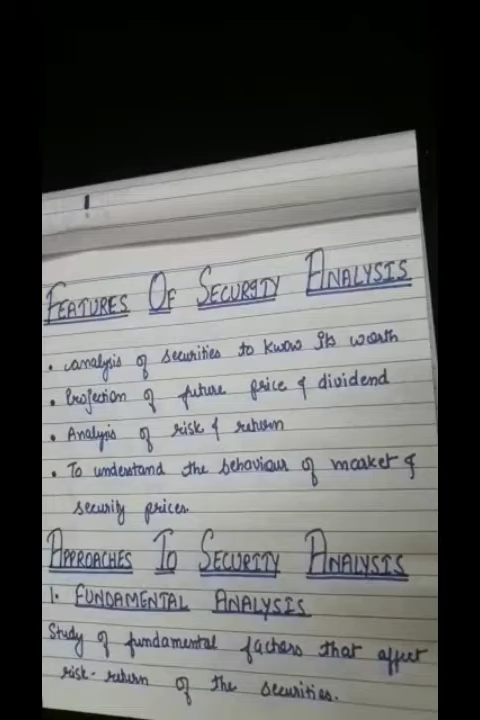 FEATURES OF SECURITY ANALYSIS
• analysis of securities to know its worth
• Projection of future price & dividend
• Analysis of risk & return
• To understand the behaviour of market &
security prices.
APPROACHES TO SECURITY ANALYSIS
1. FUNDAMENTAL ANALYSIS
Study of fundamental factors that affect
risk-return of the securities.